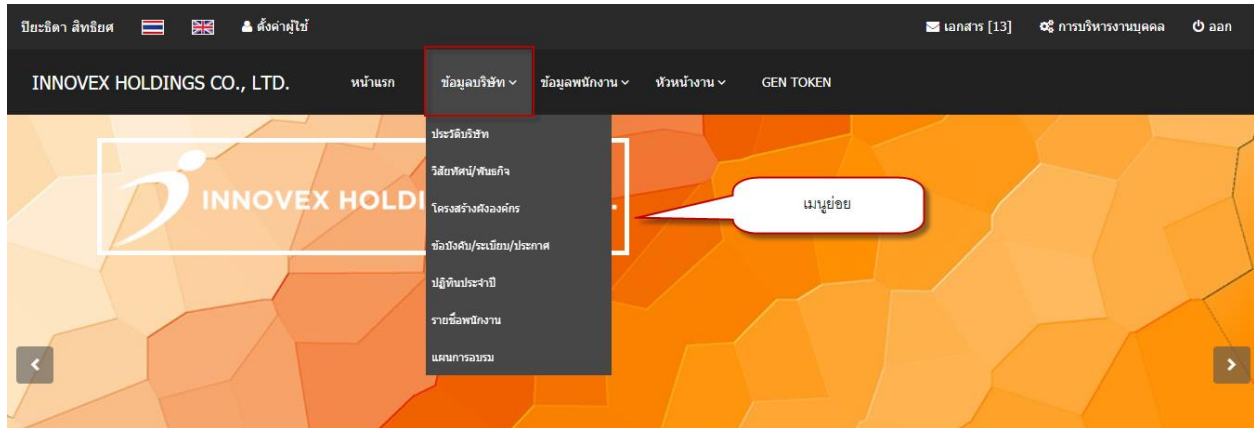 ปิยะธิดา สิทธิยศ ตั้งค่าผู้ใช้ เอกสาร [13] การบริหารงานบุคคล ออก
INNOVEX HOLDINGS CO., LTD. หน้าแรก ข้อมูลบริษัท ข้อมูลพนักงาน หัวหน้างาน GEN TOKEN
ประวัติบริษัท
วิสัยทัศน์/พันธกิจ
INNOVEX HOLDI
โครงสร้างผังองค์กร
เมนูย่อย
ข้อบังคับ/ระเบียบ/ประกาศ
ปฏิทินประจำปี
รายชื่อพนักงาน
แผนการอบรม